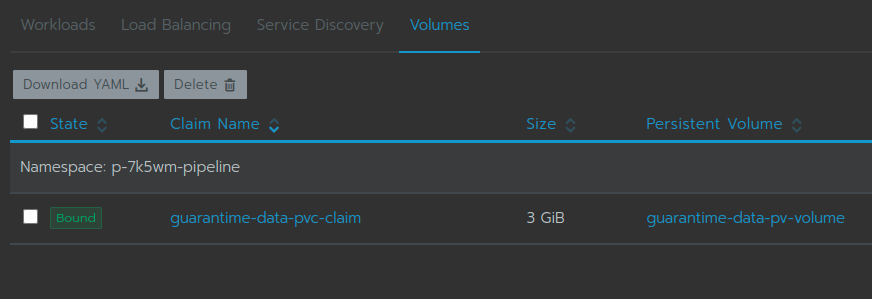 Workloads Load Balancing Service Discovery Volumes
Download YAML Delete
State Claim Name Size Persistent Volume
Namespace: p-7k5wm-pipeline
Bound guarantime-data-pvc-claim 3 GiB guarantime-data-pv-volume